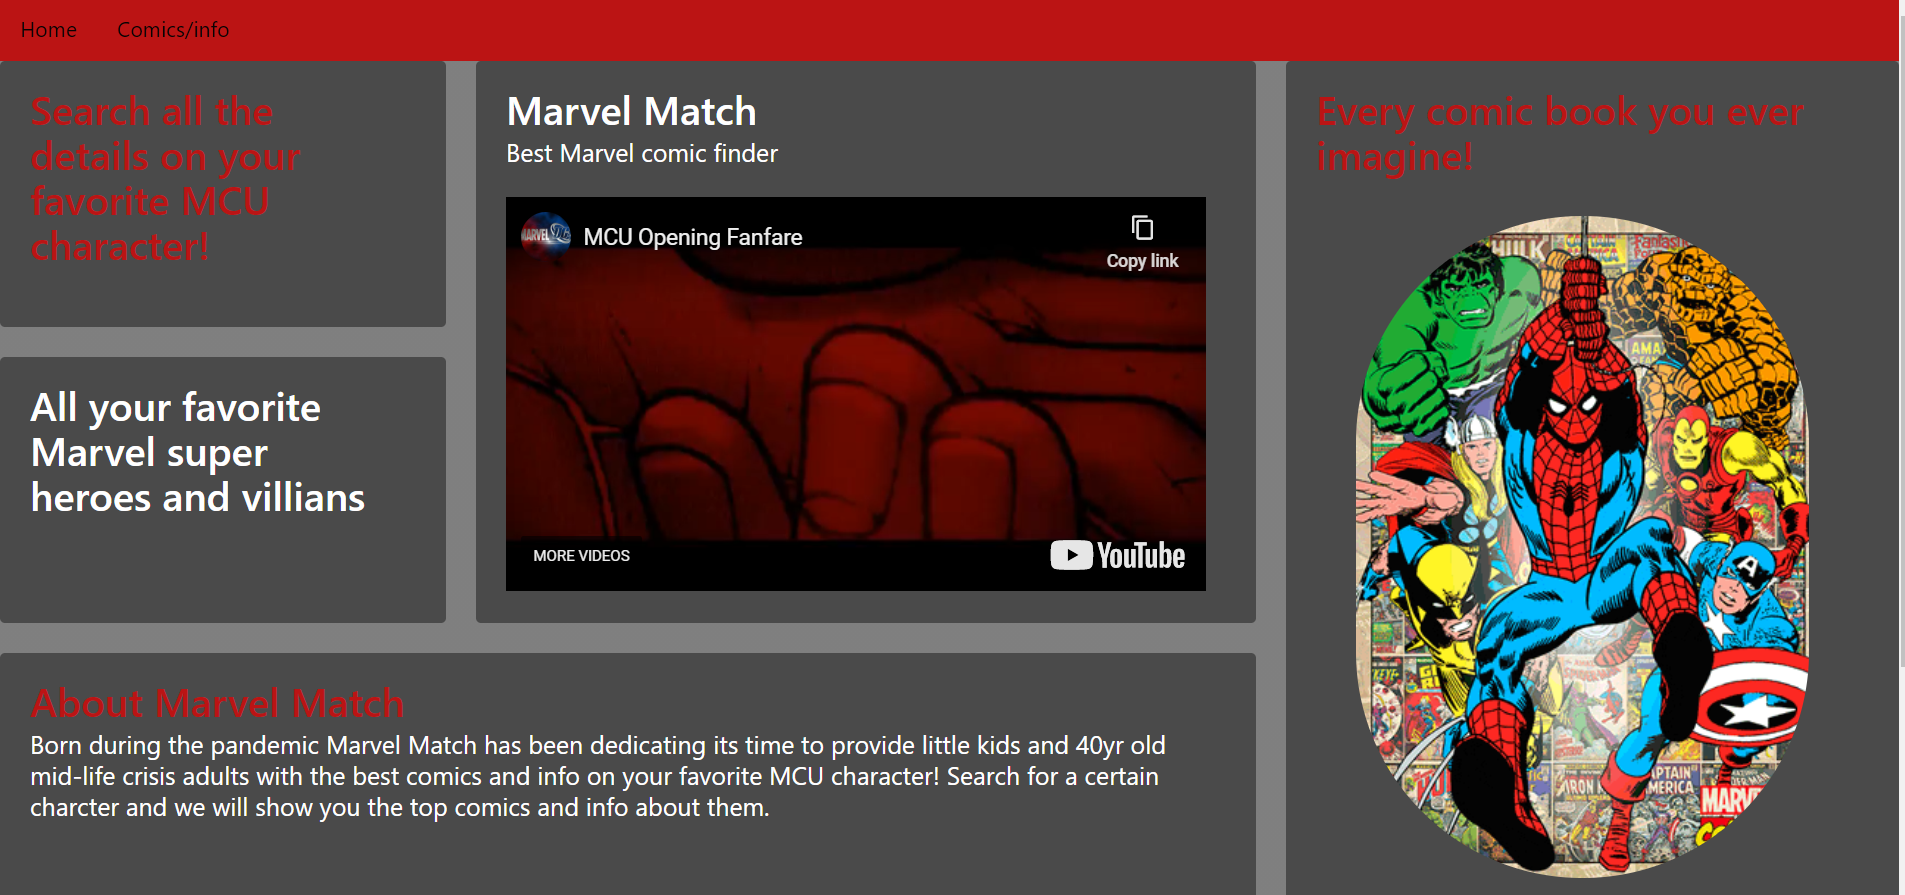 Home
Comics/info
Search all the
details on your
favorite MCU
character!
All your favorite
Marvel super
heroes and villians
Marvel Match
Best Marvel comic finder
MARVEL
MCU Opening Fanfare
Copy link
MORE VIDEOS
YouTube
About Marvel Match
Born during the pandemic Marvel Match has been dedicating its time to provide little kids and 40yr old
mid-life crisis adults with the best comics and info on your favorite MCU character! Search for a certain
charcter and we will show you the top comics and info about them.
Every comic book you ever
imagine!
A